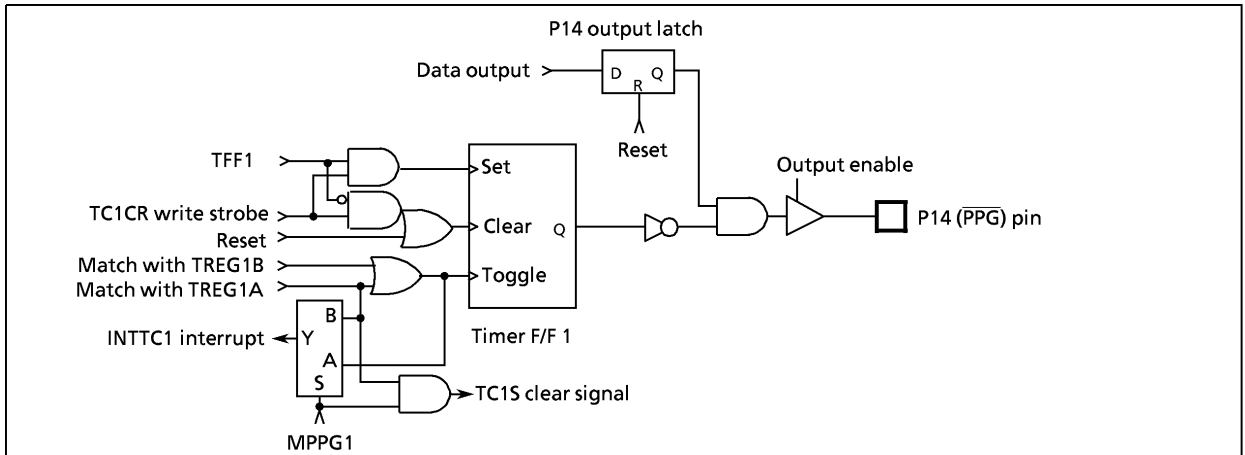 P14 output latch
Data output
D Q
R
Reset
TFF1
Set
Output enable
TC1CR write strobe
Clear
Q
P14 (P̅P̅G̅) pin
Reset
Match with TREG1B
Toggle
Match with TREG1A
B
INTTC1 interrupt
Y
Timer F/F 1
A
S
TC1S clear signal
MPPG1